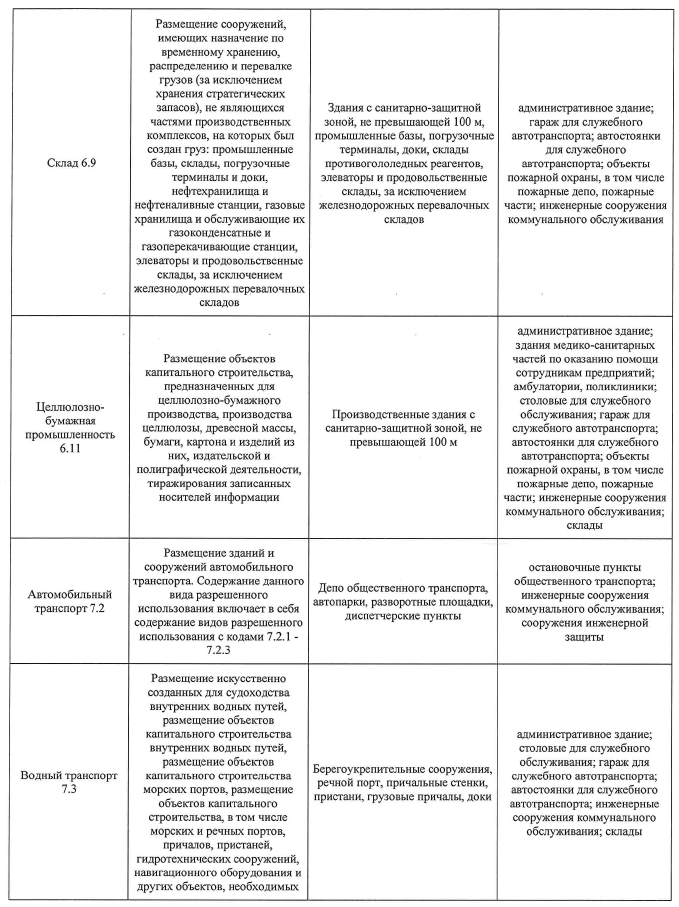 Склад 6.9
Размещение сооружений,
имеющих назначение по
временному хранению,
распределению и перевалке
грузов (за исключением
хранения стратегических
запасов), не являющихся
частями производственных
комплексов, на которых был
создан груз: промышленные
базы, склады, погрузочные
терминалы и доки,
нефтехранилища и
нефтеналивные станции, газовые
хранилища и обслуживающие их
газоконденсатные и
газоперекачивающие станции,
элеваторы и продовольственные
склады, за исключением
железнодорожных перевалочных
складов
Здания с санитарно-защитной
зоной, не превышающей 100 м,
промышленные базы, погрузочные
терминалы, доки, склады
противогололедных реагентов,
элеваторы и продовольственные
склады, за исключением
железнодорожных перевалочных
складов
административное здание;
гараж для служебного
автотранспорта; автостоянки
для служебного
автотранспорта; объекты
пожарной охраны, в том числе
пожарные депо, пожарные
части; инженерные сооружения
коммунального обслуживания
Целлюлозно-
бумажная
промышленность
6.11
Размещение объектов
капитального строительства,
предназначенных для
целлюлозно-бумажного
производства, производства
целлюлозы, древесной массы,
бумаги, картона и изделий из
них, издательской и
полиграфической деятельности,
тиражирования записанных
носителей информации
Производственные здания с
санитарно-защитной зоной, не
превышающей 100 м
административное здание;
здания медико-санитарных
частей по оказанию помощи
сотрудникам предприятий;
амбулатории, поликлиники;
столовые для служебного
обслуживания; гараж для
служебного автотранспорта;
автостоянки для служебного
автотранспорта; объекты
пожарной охраны, в том числе
пожарные депо, пожарные
части; инженерные сооружения
коммунального обслуживания;
склады
Автомобильный
транспорт 7.2
Размещение зданий и
сооружений автомобильного
транспорта. Содержание данного
вида разрешенного
использования включает в себя
содержание видов разрешенного
использования с кодами 7.2.1 -
7.2.3
Депо общественного транспорта,
автопарки, разворотные площадки,
диспетчерские пункты
остановочные пункты
общественного транспорта;
инженерные сооружения
коммунального обслуживания;
сооружения инженерной
защиты
Водный транспорт
7.3
Размещение искусственно
созданных для судоходства
внутренних водных путей,
размещение объектов
капитального строительства
внутренних водных путей,
размещение объектов
капитального строительства
морских портов, размещение
объектов капитального
строительства, в том числе
морских и речных портов,
причалов, пристаней,
гидротехнических сооружений,
навигационного оборудования и
других объектов, необходимых
Берегоукрепительные сооружения,
речной порт, причальные стенки,
пристани, грузовые причалы, доки
административное здание;
столовые для служебного
обслуживания; гараж для
служебного автотранспорта;
автостоянки для служебного
автотранспорта; инженерные
сооружения коммунального
обслуживания; склады